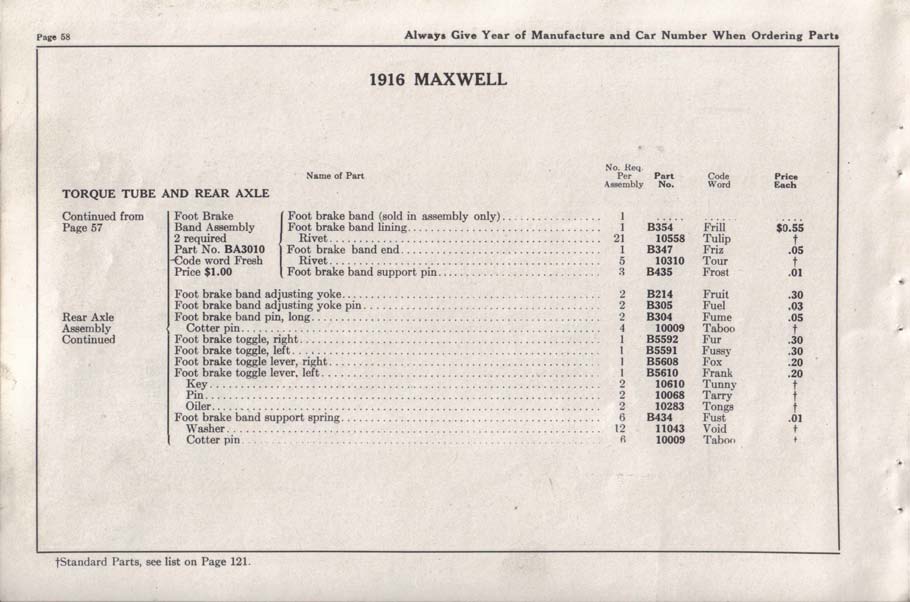 Page 58 Always Give Year of Manufacture and Car Number When Ordering Parts
1916 MAXWELL
Name of Part No. Req. Per Assembly Part No. Code Word Price Each
TORQUE TUBE AND REAR AXLE
Continued from Foot Brake Foot brake band (sold in assembly only) 1 ..... ...... ....
Page 57 Band Assembly Foot brake band lining 1 B354 Frill $0.55
2 required Rivet 21 10558 Tulip †
Part No. BA3010 Foot brake band end 1 B347 Friz .05
Code word Fresh Rivet 5 10310 Tour †
Price $1.00 Foot brake band support pin 3 B435 Frost .01
Foot brake band adjusting yoke 2 B214 Fruit .30
Foot brake band adjusting yoke pin 2 B305 Fuel .03
Rear Axle Foot brake band pin, long 2 B304 Fume .05
Assembly Cotter pin 4 10009 Taboo †
Continued Foot brake toggle, right 1 B5592 Fur .30
Foot brake toggle, left 1 B5591 Fussy .30
Foot brake toggle lever, right 1 B5608 Fox .20
Foot brake toggle lever, left 1 B5610 Frank .20
Key 2 10610 Tunny †
Pin 2 10068 Tarry †
Oiler 2 10283 Tongs †
Foot brake band support spring 6 B434 Fust .01
Washer 12 11043 Void †
Cotter pin 6 10009 Taboo †
†Standard Parts, see list on Page 121.